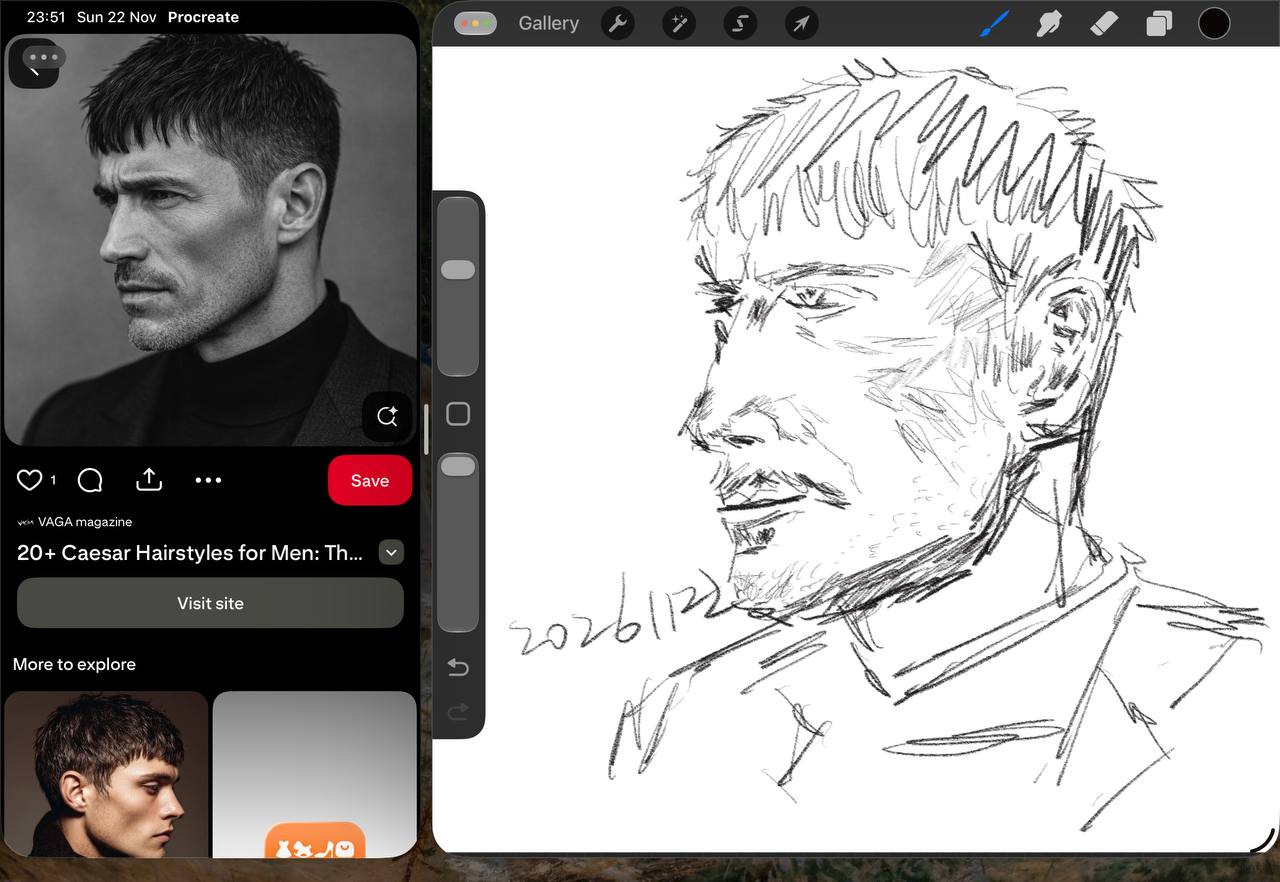 23:51 Sun 22 Nov Procreate
Gallery
1
Save
VAGA magazine
20+ Caesar Hairstyles for Men: Th...
Visit site
More to explore
20261122